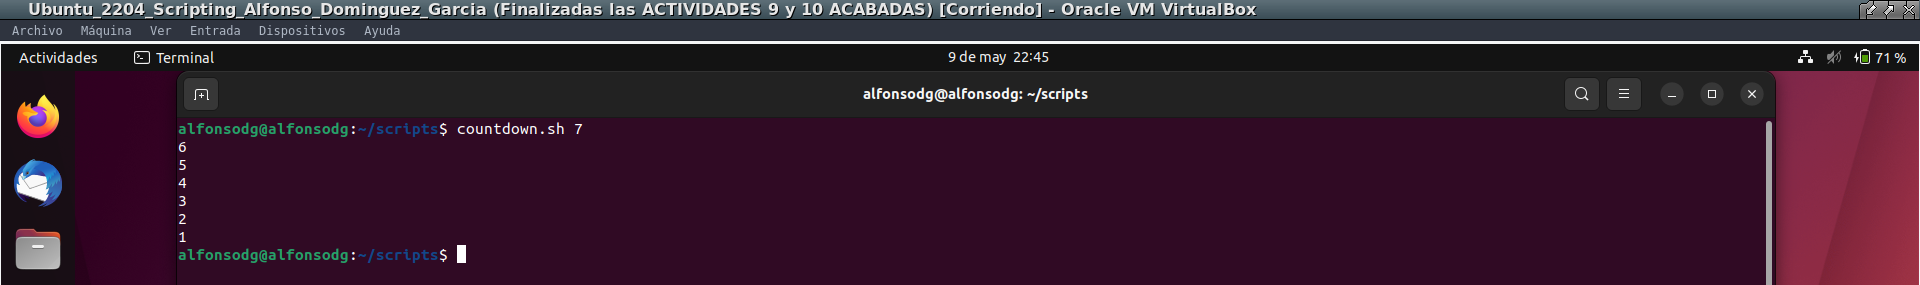 Ubuntu_2204_Scripting_Alfonso_Dominguez_Garcia (Finalizadas las ACTIVIDADES 9 y 10 ACABADAS) [Corriendo] - Oracle VM VirtualBox
Archivo Máquina Ver Entrada Dispositivos Ayuda
Actividades Terminal 9 de may 22:45 71 %
alfonsodg@alfonsodg: ~/scripts
alfonsodg@alfonsodg:~/scripts$ countdown.sh 7
6
5
4
3
2
1
alfonsodg@alfonsodg:~/scripts$